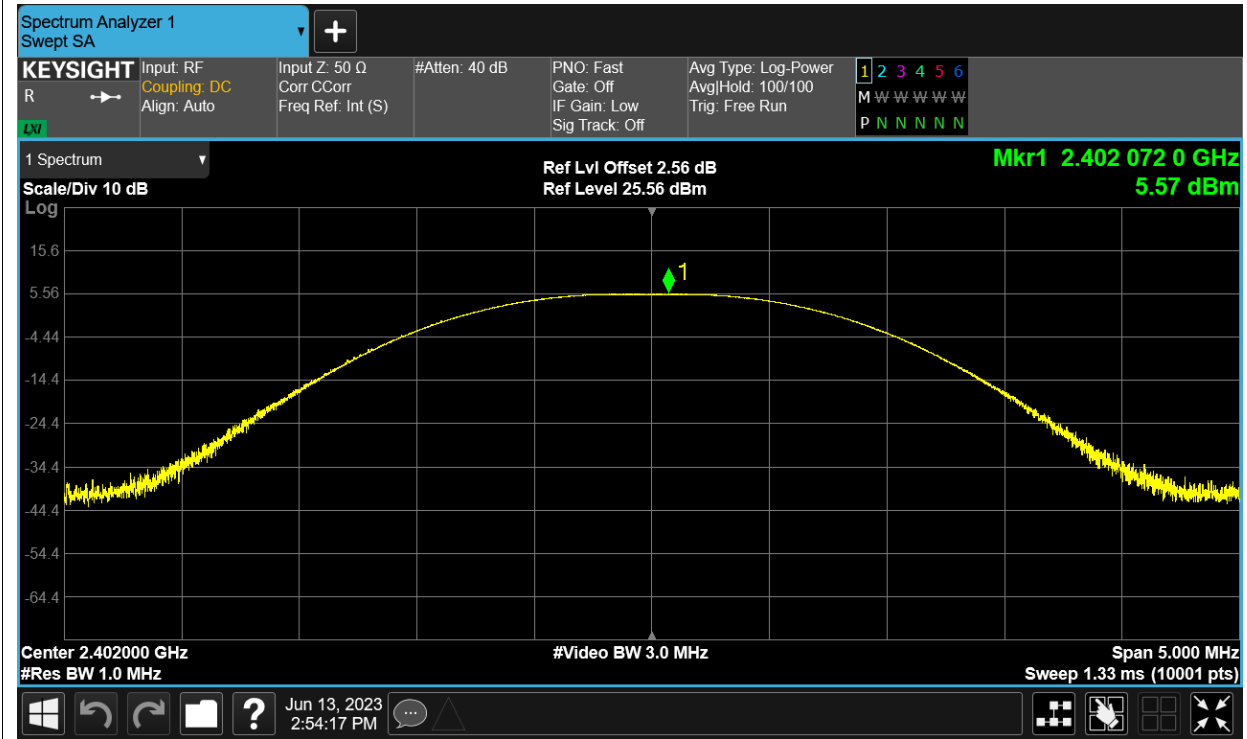 Spectrum Analyzer 1
Swept SA
KEYSIGHT
R
LXI
Input: RF
Coupling: DC
Align: Auto
Input Z: 50 Ω
Corr CCorr
Freq Ref: Int (S)
#Atten: 40 dB
PNO: Fast
Gate: Off
IF Gain: Low
Sig Track: Off
Avg Type: Log-Power
Avg|Hold: 100/100
Trig: Free Run
1 2 3 4 5 6
M W W W W W
P N N N N N
1 Spectrum
Scale/Div 10 dB
Log
Ref Lvl Offset 2.56 dB
Ref Level 25.56 dBm
Mkr1 2.402 072 0 GHz
5.57 dBm
15.6
5.56
-4.44
-14.4
-24.4
-34.4
-44.4
-54.4
-64.4
1
Center 2.402000 GHz
#Res BW 1.0 MHz
#Video BW 3.0 MHz
Span 5.000 MHz
Sweep 1.33 ms (10001 pts)
?
Jun 13, 2023
2:54:17 PM